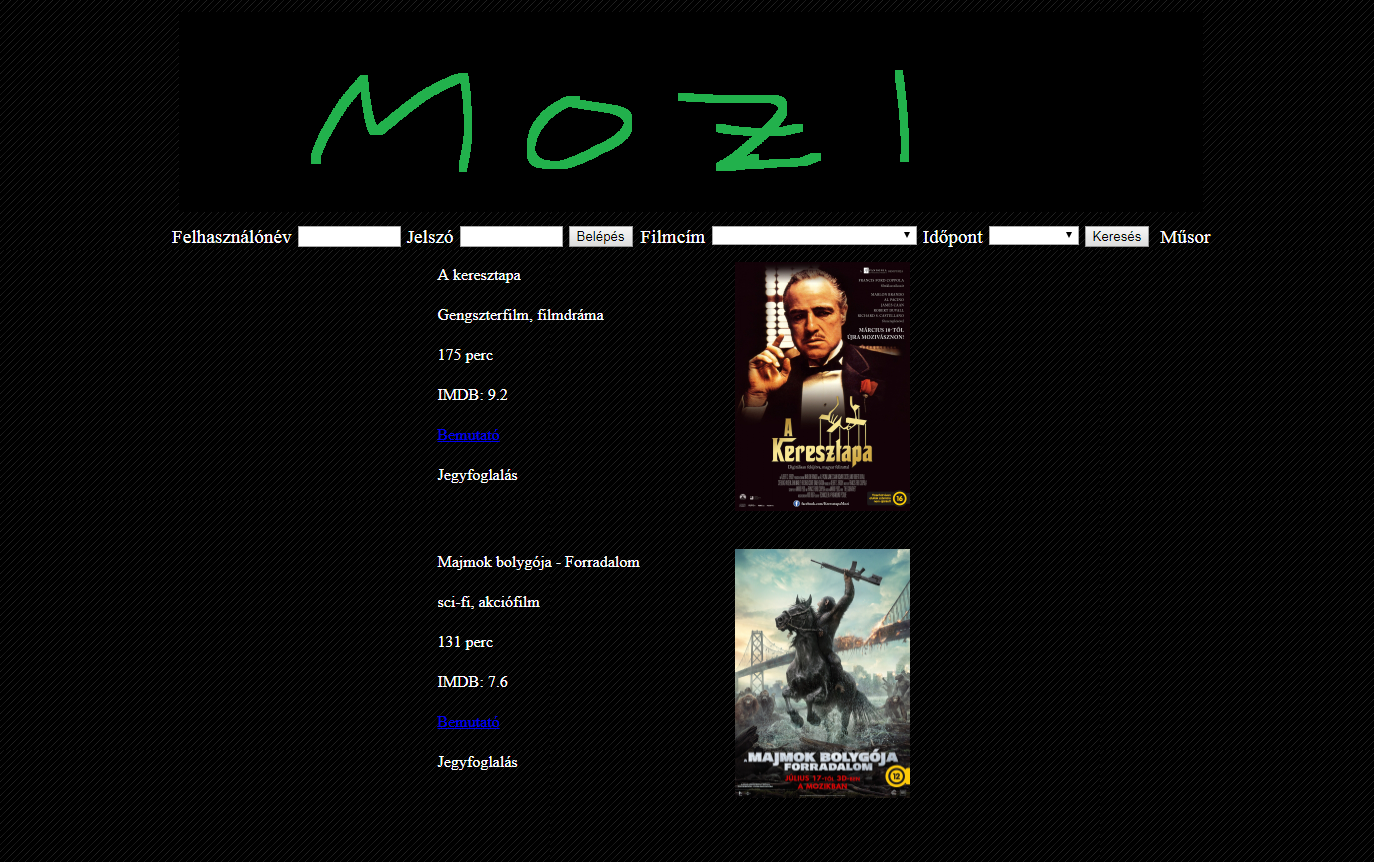 Mozi
Felhasználónév Jelszó Belépés Filmcím Időpont Keresés Műsor
A keresztapa
Gengszterfilm, filmdráma
175 perc
IMDB: 9.2
Bemutató
Jegyfoglalás
FRANCIS FORD COPPOLA
MARLON BRANDO
AL PACINO
JAMES CAAN
ROBERT DUVALL
RICHARD S. CASTELLANO
MÁRCIUS 10-TŐL
ÚJRA MOZIVÁSZNON!
A
Keresztapa
16
Majmok bolygója - Forradalom
sci-fi, akciófilm
131 perc
IMDB: 7.6
Bemutató
Jegyfoglalás
A MAJMOK BOLYGÓJA
FORRADALOM
JÚLIUS 17-TŐL 3D-BEN
A MOZIKBAN
12